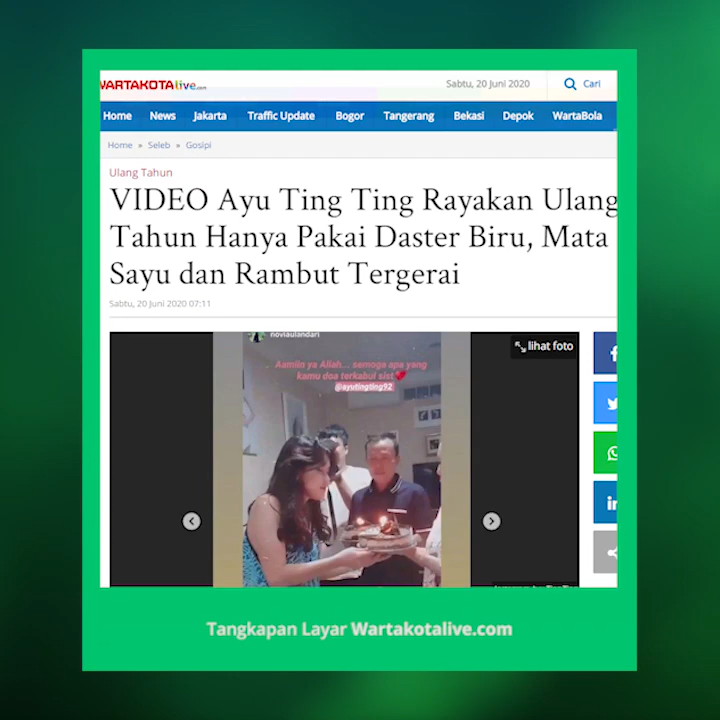 WARTAKOTAlive.com
Sabtu, 20 Juni 2020
Cari
Home News Jakarta Traffic Update Bogor Tangerang Bekasi Depok WartaBola
Home » Seleb » Gosipi
Ulang Tahun
VIDEO Ayu Ting Ting Rayakan Ulang
Tahun Hanya Pakai Daster Biru, Mata
Sayu dan Rambut Tergerai
Sabtu, 20 Juni 2020 07:11
noviaulandari
lihat foto
Aamiin ya Allah... semoga apa yang
kamu doa terkabul sist
@ayutingting92
Tangkapan Layar Wartakotalive.com